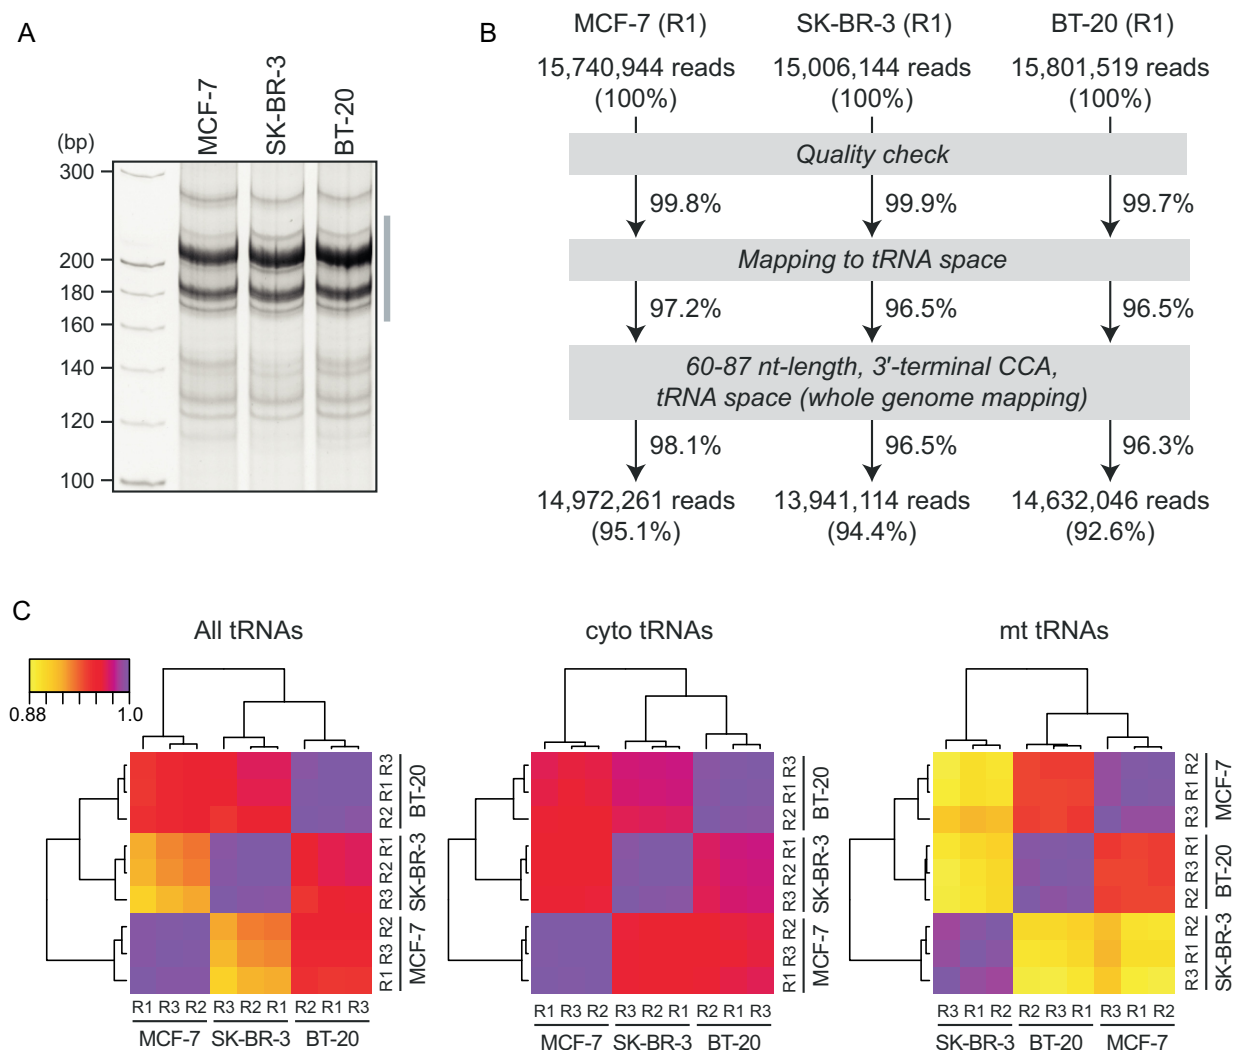 A
MCF-7
SK-BR-3
BT-20
(bp)
300
200
180
160
140
120
100
B
MCF-7 (R1)
SK-BR-3 (R1)
BT-20 (R1)
15,740,944 reads
15,006,144 reads
15,801,519 reads
(100%)
(100%)
(100%)
Quality check
99.8%
99.9%
99.7%
Mapping to tRNA space
97.2%
96.5%
96.5%
60-87 nt-length, 3'-terminal CCA,
tRNA space (whole genome mapping)
98.1%
96.5%
96.3%
14,972,261 reads
13,941,114 reads
14,632,046 reads
(95.1%)
(94.4%)
(92.6%)
C
0.88
1.0
All tRNAs
R2 R1 R3
BT-20
R3 R2 R1
SK-BR-3
R1 R3 R2
MCF-7
R1 R3 R2 R3 R2 R1 R2 R1 R3
MCF-7 SK-BR-3 BT-20
cyto tRNAs
R2 R1 R3
BT-20
R3 R2 R1
SK-BR-3
R1 R3 R2
MCF-7
R1 R3 R2 R3 R2 R1 R2 R1 R3
MCF-7 SK-BR-3 BT-20
mt tRNAs
R3 R1 R2
MCF-7
R2 R3 R1
BT-20
R3 R1 R2
SK-BR-3
R3 R1 R2 R2 R3 R1 R3 R1 R2
SK-BR-3 BT-20 MCF-7